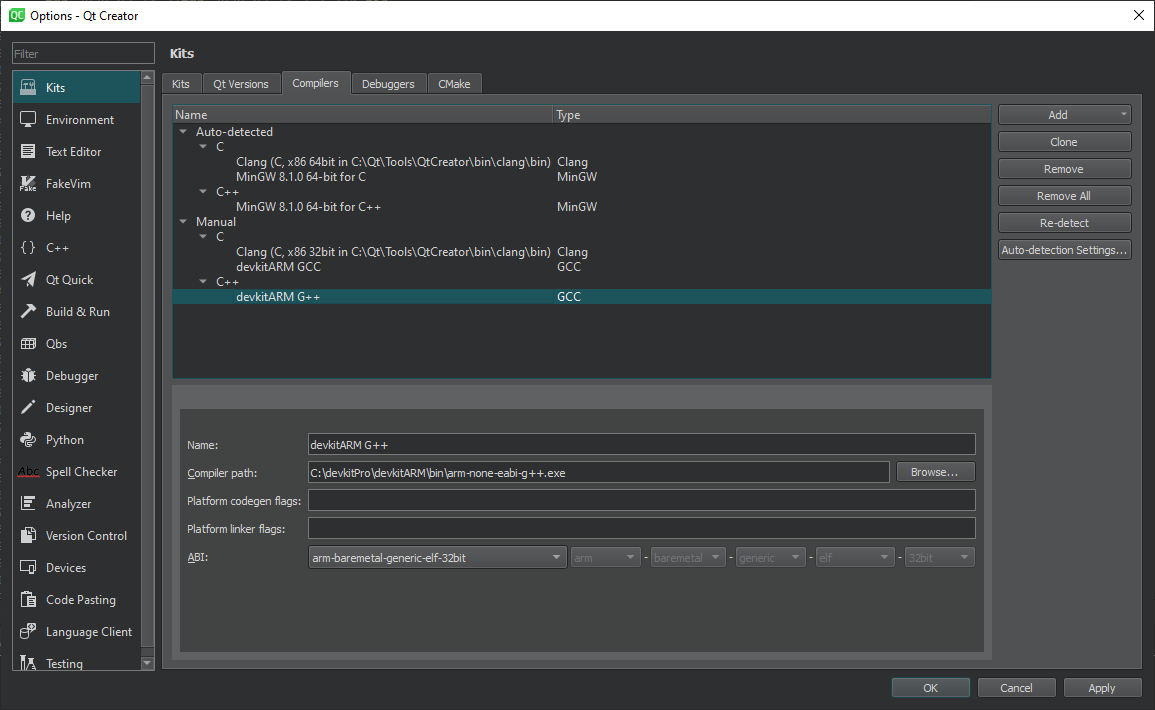 QC Options - Qt Creator
Filter
Kits
Environment
Text Editor
Fake
FakeVim
Help
{} C++
Qt Quick
Build & Run
Qbs
Debugger
Designer
Python
Abc Spell Checker
Analyzer
Version Control
Devices
Code Pasting
Language Client
Testing
Kits
Kits Qt Versions Compilers Debuggers CMake
Name Type
Auto-detected
C
Clang (C, x86 64bit in C:\Qt\Tools\QtCreator\bin\clang\bin) Clang
MinGW 8.1.0 64-bit for C MinGW
C++
MinGW 8.1.0 64-bit for C++ MinGW
Manual
C
Clang (C, x86 32bit in C:\Qt\Tools\QtCreator\bin\clang\bin) Clang
devkitARM GCC GCC
C++
devkitARM G++ GCC
Add
Clone
Remove
Remove All
Re-detect
Auto-detection Settings...
Name: devkitARM G++
Compiler path: C:\devkitPro\devkitARM\bin\arm-none-eabi-g++.exe Browse...
Platform codegen flags:
Platform linker flags:
ABI: arm-baremetal-generic-elf-32bit arm - baremetal - generic - elf - 32bit
OK Cancel Apply